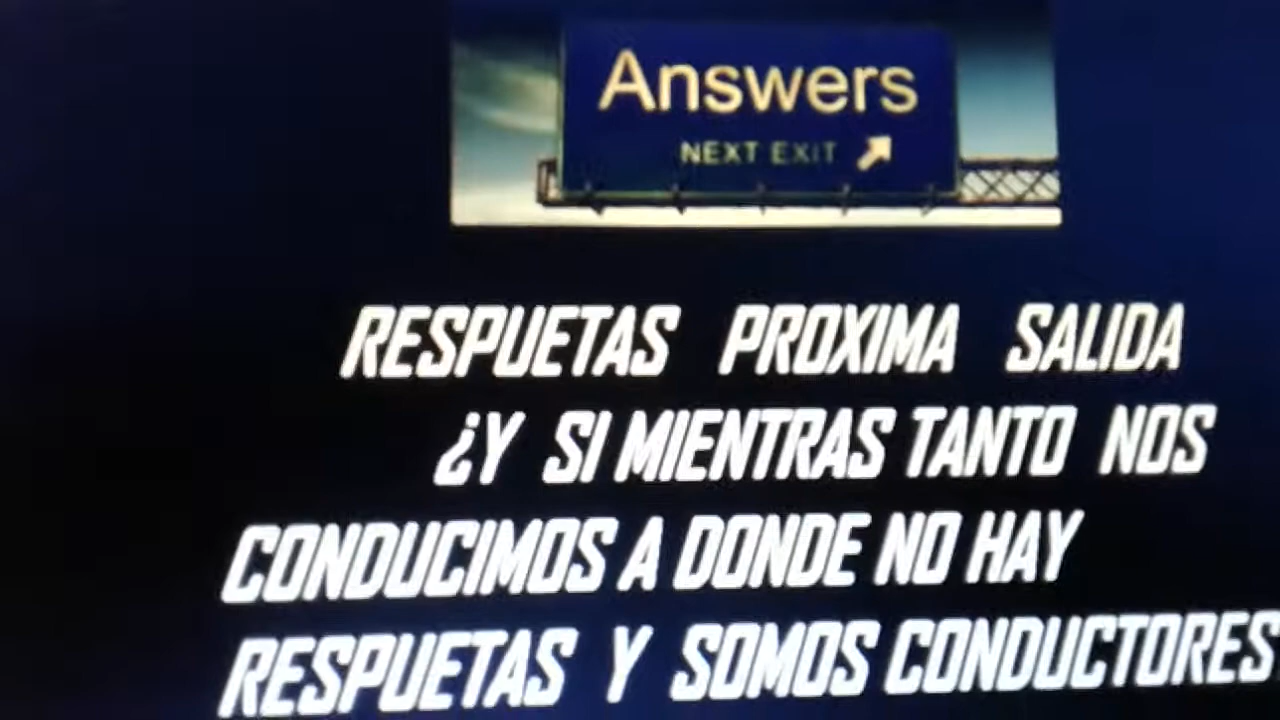 Answers
NEXT EXIT
RESPUETAS PROXIMA SALIDA
¿Y SI MIENTRAS TANTO NOS
CONDUCIMOS A DONDE NO HAY
RESPUETAS Y SOMOS CONDUCTORES